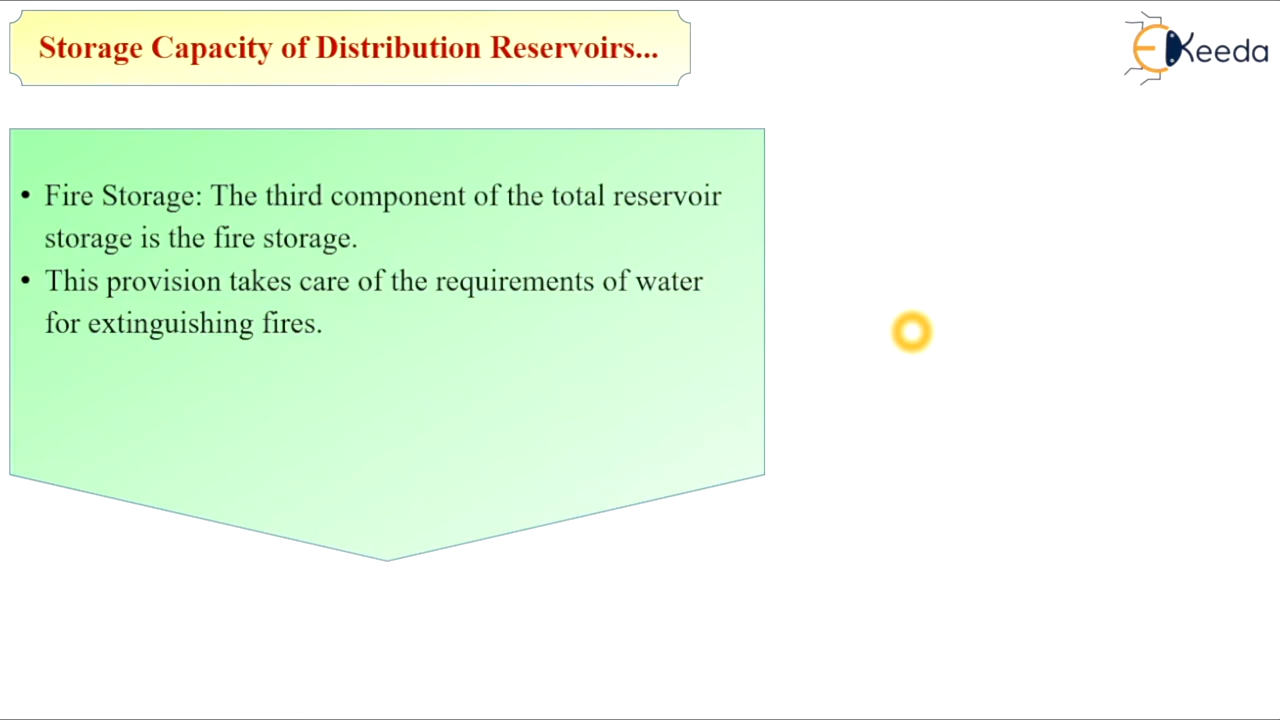 Storage Capacity of Distribution Reservoirs...
EKeeda
• Fire Storage: The third component of the total reservoir
storage is the fire storage.
• This provision takes care of the requirements of water
for extinguishing fires.